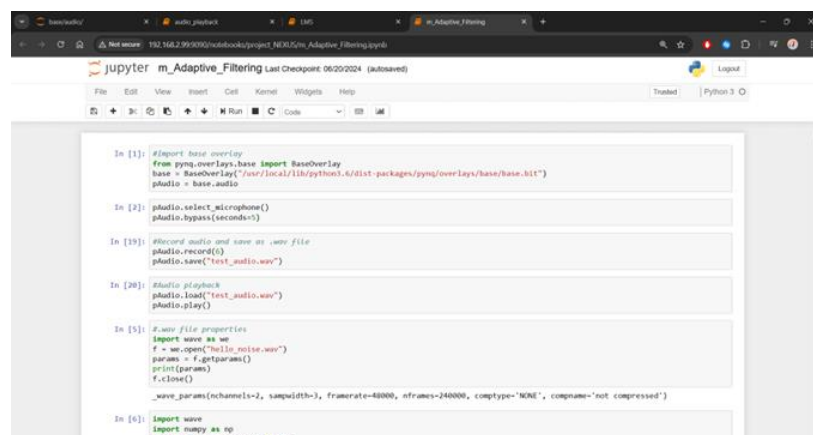 base/audio/
audio_playback
LMS
m_Adaptive_Filtering
Not secure 192.168.2.99:9090/notebooks/project_NEXUS/m_Adaptive_Filtering.ipynb
jupyter m_Adaptive_Filtering Last Checkpoint: 06/20/2024 (autosaved)
Logout
File Edit View Insert Cell Kernel Widgets Help
Trusted Python 3
Run Code
In [1]: #import base overlay
from pynq.overlays.base import BaseOverlay
base = BaseOverlay("/usr/local/lib/python3.6/dist-packages/pynq/overlays/base/base.bit")
pAudio = base.audio
In [2]: pAudio.select_microphone()
pAudio.bypass(seconds=5)
In [19]: #Record audio and save as .wav file
pAudio.record(6)
pAudio.save("test_audio.wav")
In [20]: #Audio playback
pAudio.load("test_audio.wav")
pAudio.play()
In [5]: #.wav file properties
import wave as we
f = we.open("hello_noise.wav")
params = f.getparams()
print(params)
f.close()
_wave_params(nchannels=2, sampwidth=3, framerate=48000, nframes=240000, comptype='NONE', compname='not compressed')
In [6]: import wave
import numpy as np